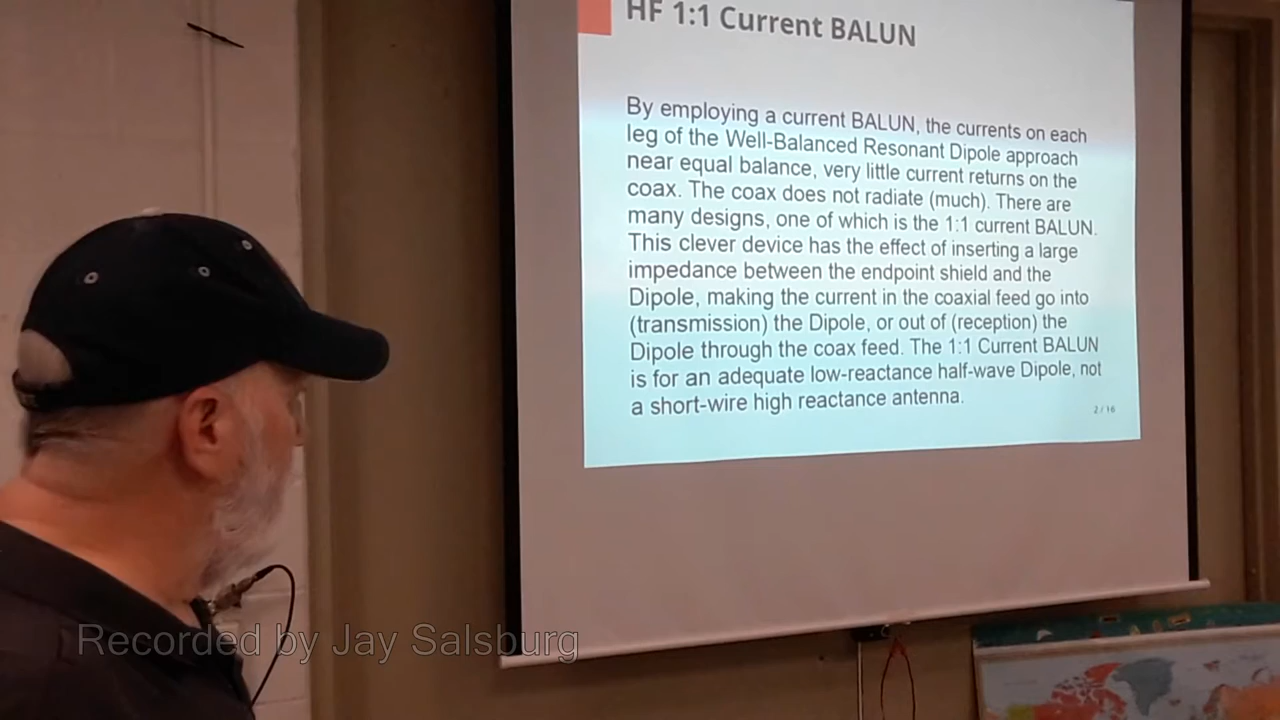 HF 1:1 Current BALUN
By employing a current BALUN, the currents on each
leg of the Well-Balanced Resonant Dipole approach
near equal balance, very little current returns on the
coax. The coax does not radiate (much). There are
many designs, one of which is the 1:1 current BALUN.
This clever device has the effect of inserting a large
impedance between the endpoint shield and the
Dipole, making the current in the coaxial feed go into
(transmission) the Dipole, or out of (reception) the
Dipole through the coax feed. The 1:1 Current BALUN
is for an adequate low-reactance half-wave Dipole, not
a short-wire high reactance antenna.
2 / 16
Recorded by Jay Salsburg